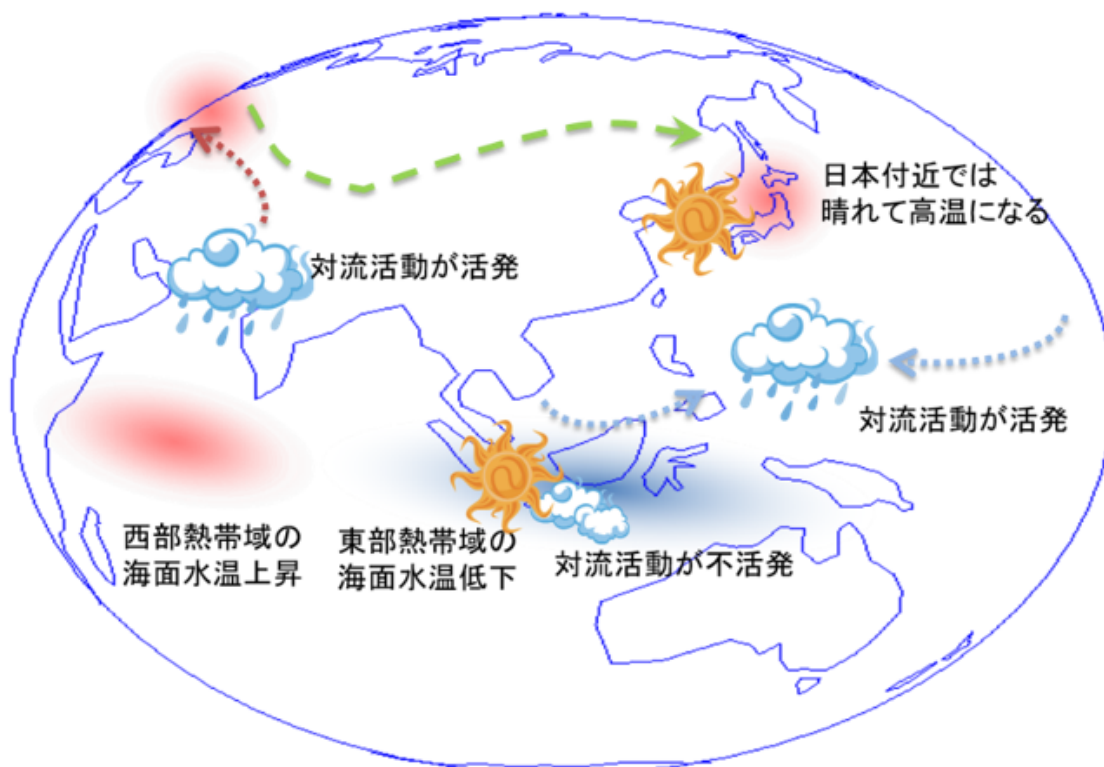 日本付近では
晴れて高温になる
対流活動が活発
対流活動が活発
西部熱帯域の
海面水温上昇
東部熱帯域の
海面水温低下
対流活動が不活発